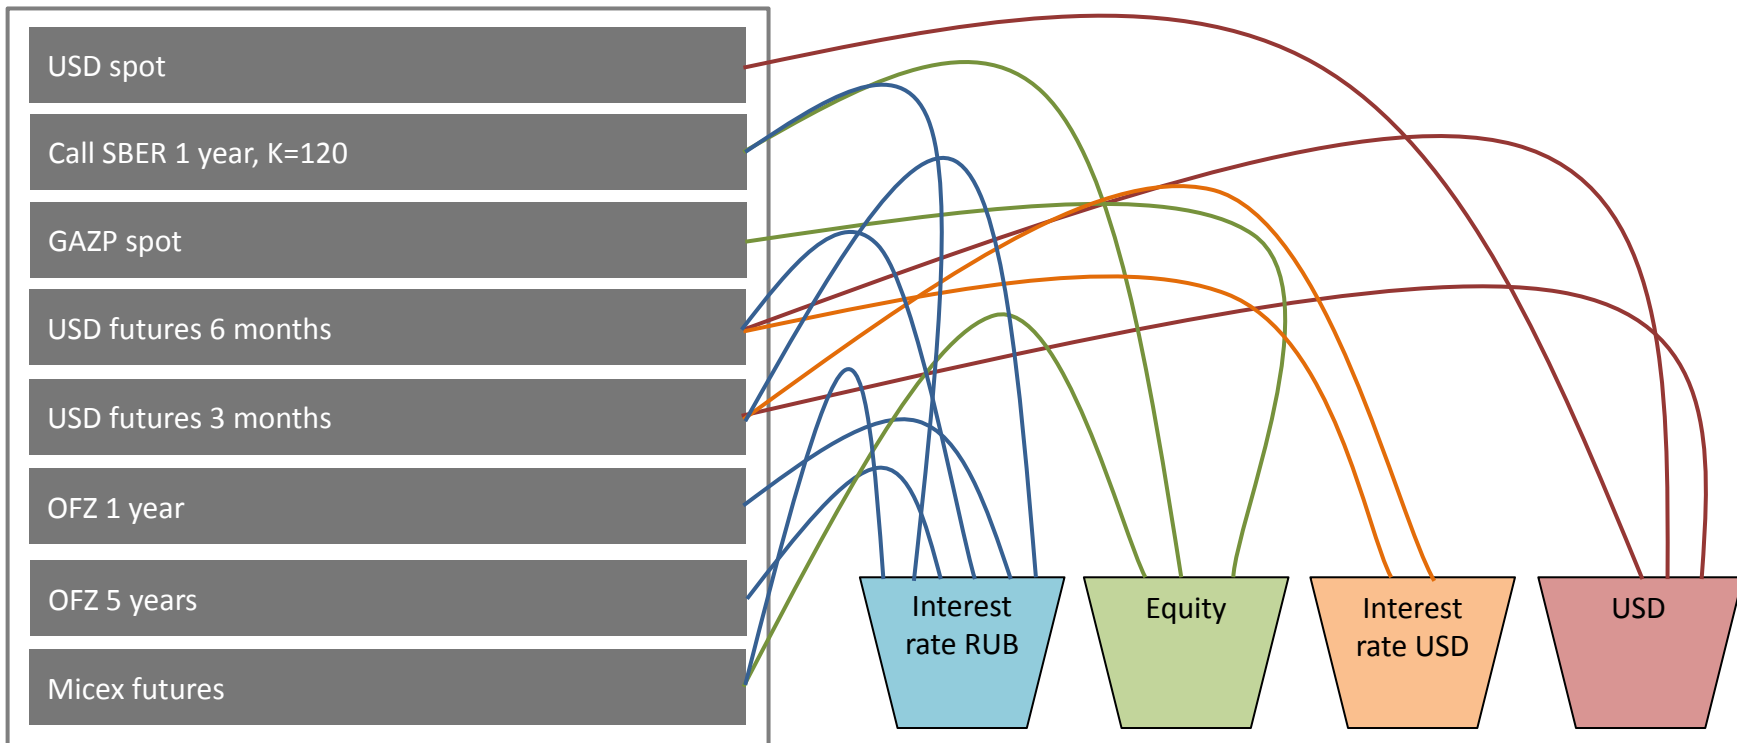 USD spot
Call SBER 1 year, K=120
GAZP spot
USD futures 6 months
USD futures 3 months
OFZ 1 year
OFZ 5 years
Micex futures
Interest
rate RUB
Equity
Interest
rate USD
USD